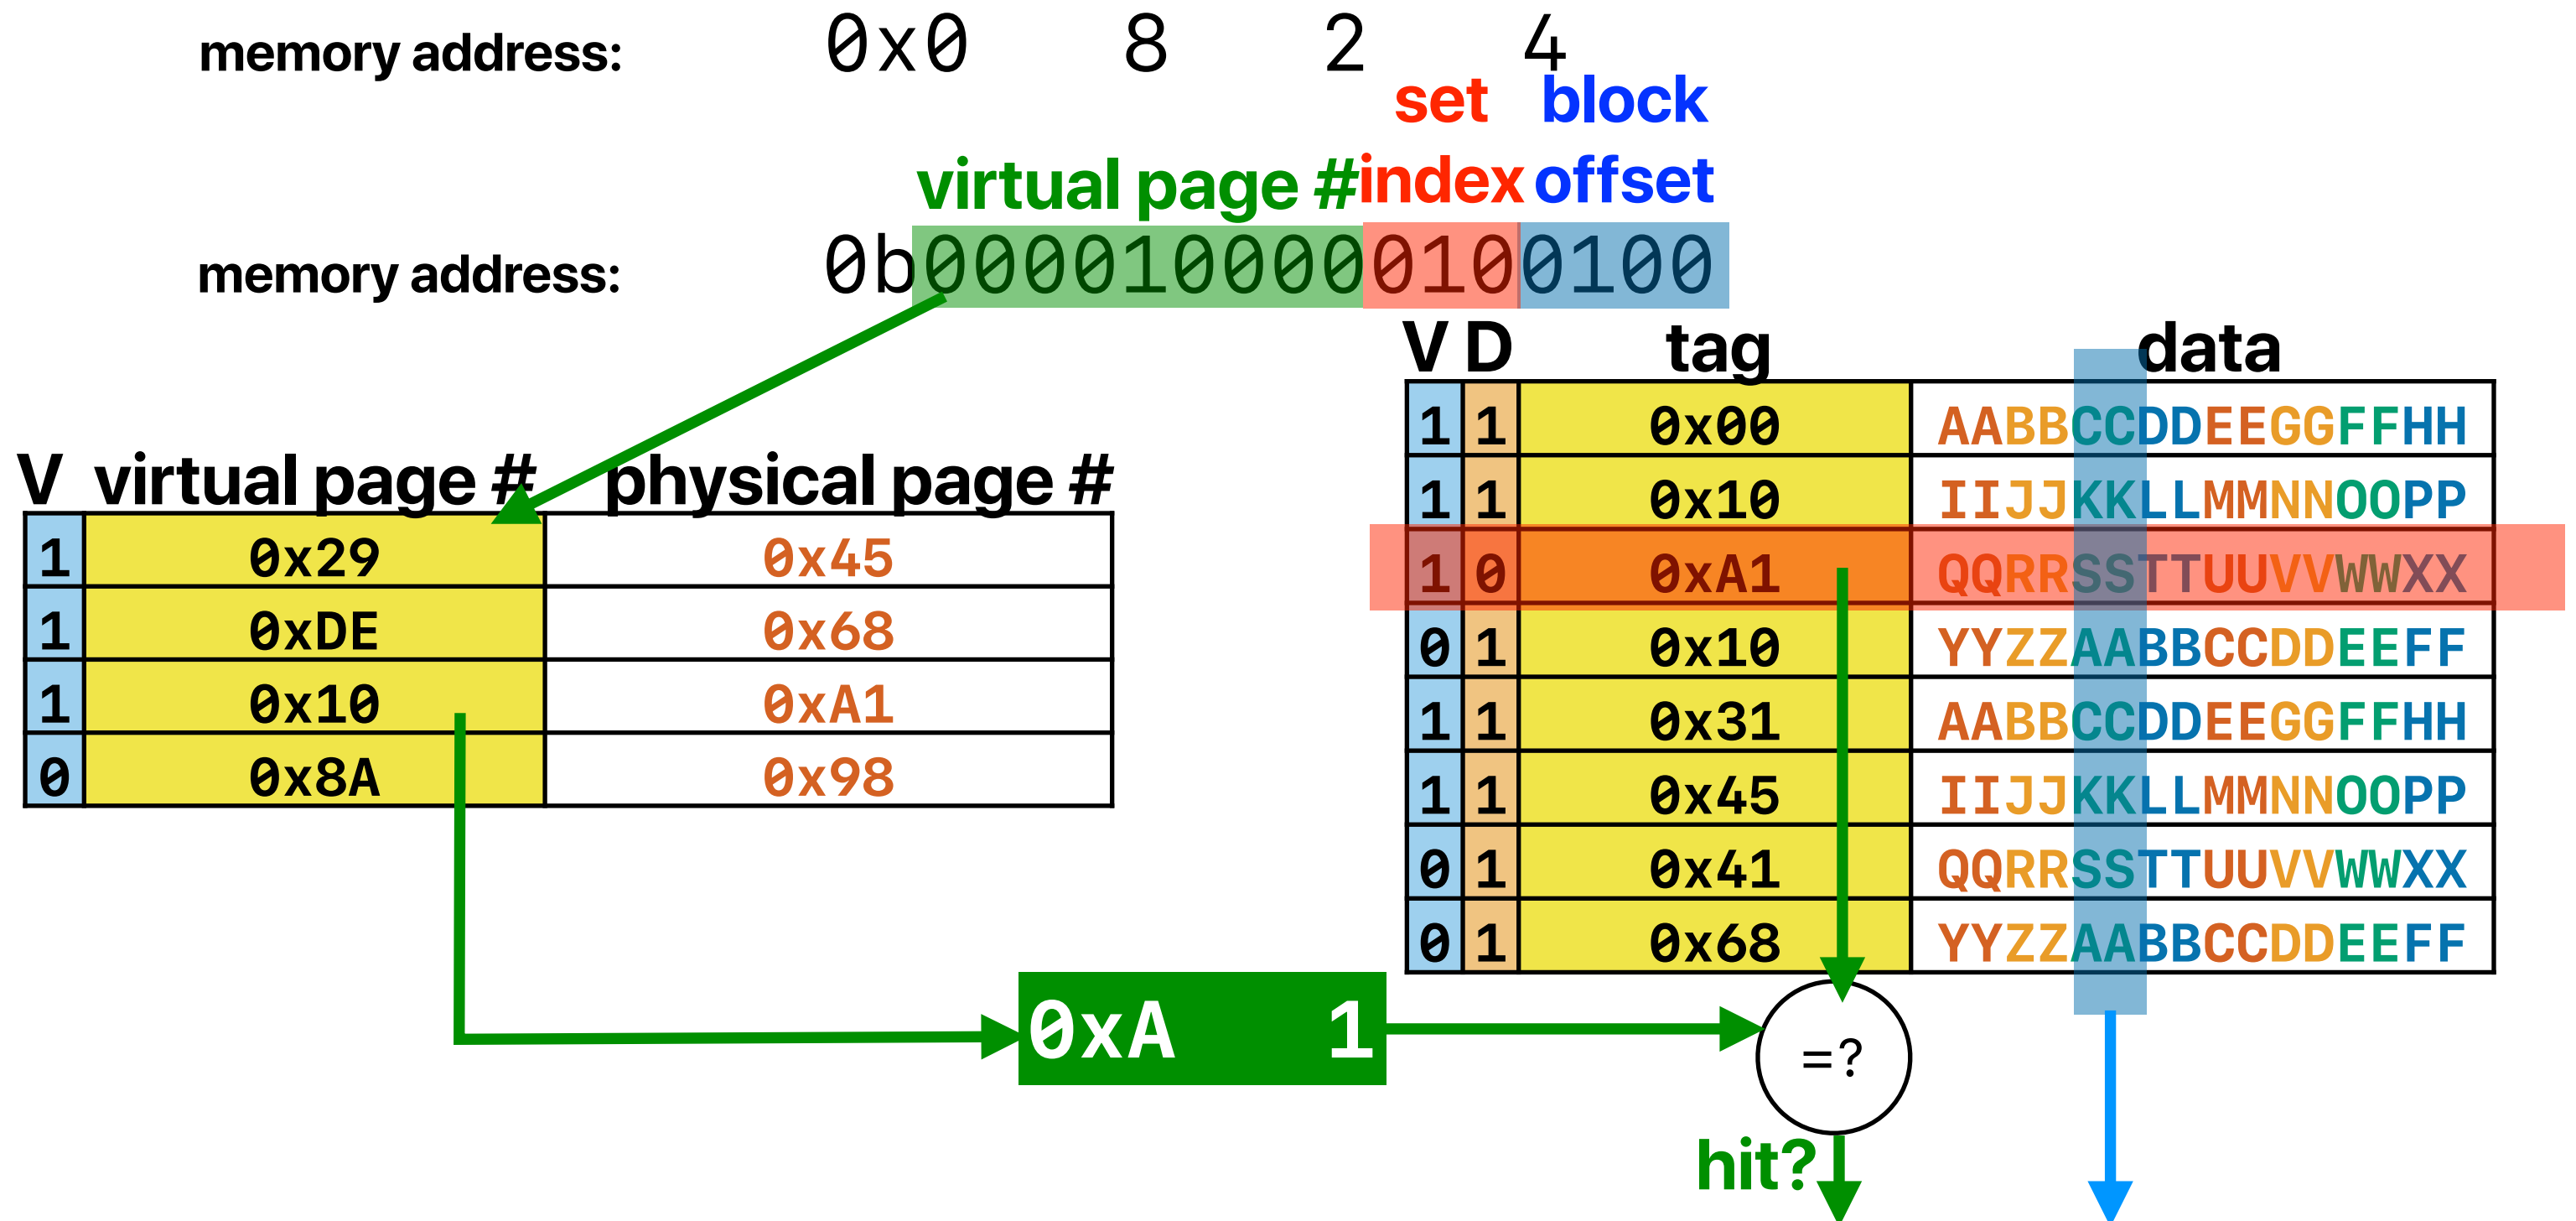 memory address: 0x0 8 2 4
set block
virtual page # index offset
memory address: 0b0000100000100100
V D tag data
1 1 0x00 AABBCCDDEEGGFFHH
1 1 0x10 IIJJKKLLMMNNOOPP
1 0 0xA1 QQRRSSTTUUVVWWXX
0 1 0x10 YYZZAABBCCDDEEFF
1 1 0x31 AABBCCDDEEGGFFHH
1 1 0x45 IIJJKKLLMMNNOOPP
0 1 0x41 QQRRSSTTUUVVWWXX
0 1 0x68 YYZZAABBCCDDEEFF
V virtual page # physical page #
1 0x29 0x45
1 0xDE 0x68
1 0x10 0xA1
0 0x8A 0x98
0xA 1
=?
hit?